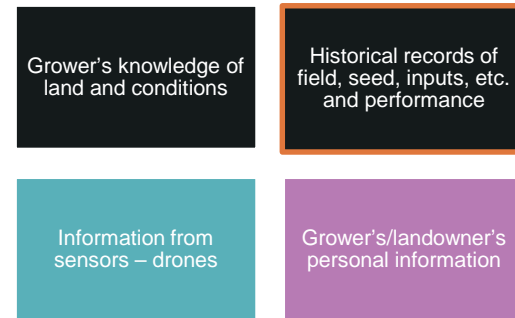 Grower's knowledge of
land and conditions
Historical records of
field, seed, inputs, etc.
and performance
Information from
sensors – drones
Grower's/landowner's
personal information